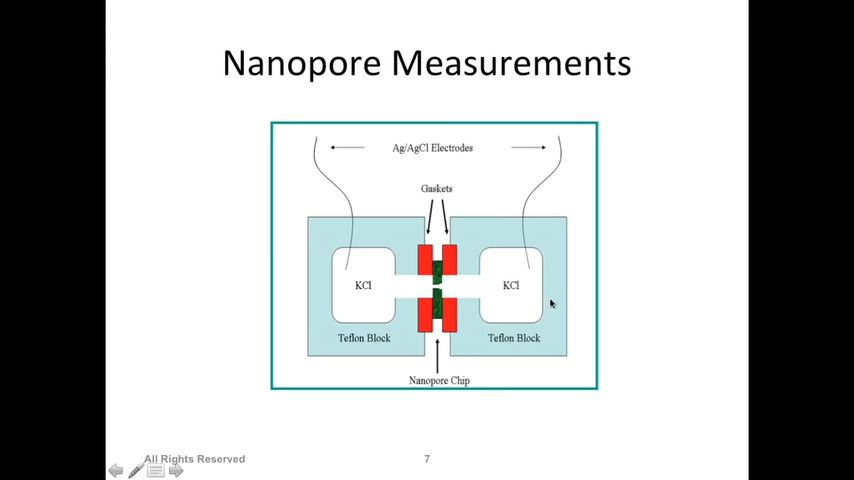 Nanopore Measurements
Ag/AgCl Electrodes
Gaskets
KCl
KCl
Teflon Block
Teflon Block
Nanopore Chip
All Rights Reserved
7